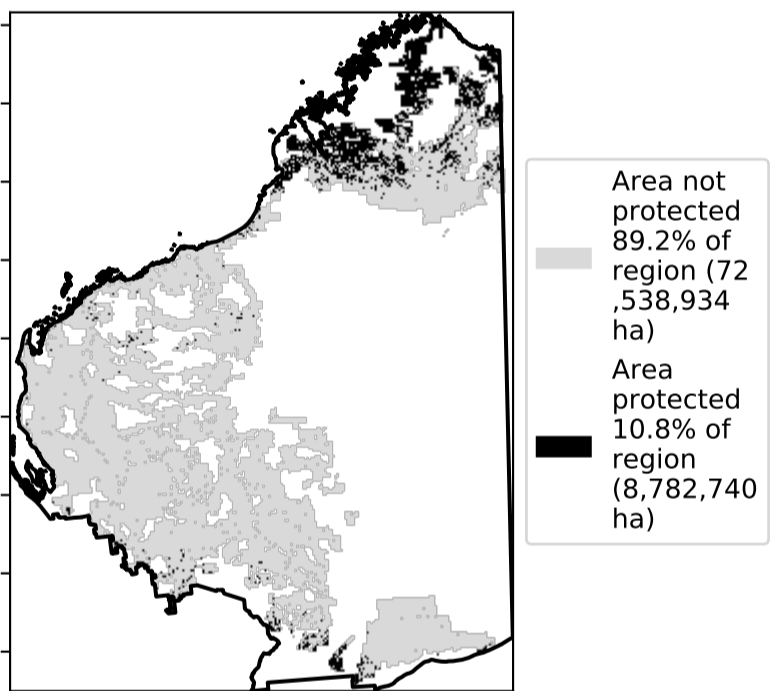 Area not
protected
89.2% of
region (72
,538,934
ha)
Area
protected
10.8% of
region
(8,782,740
ha)